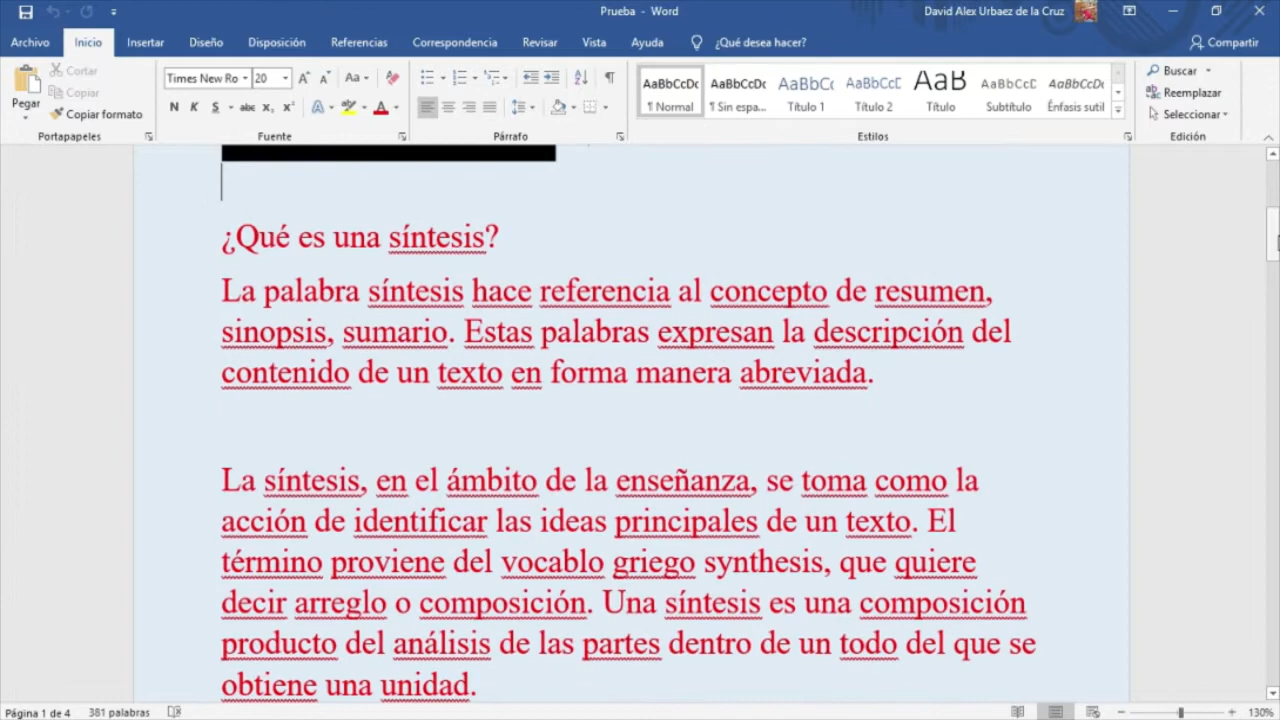 Prueba - Word
David Alex Urbaez de la Cruz
Archivo Inicio Insertar Diseño Disposición Referencias Correspondencia Revisar Vista Ayuda ¿Qué desea hacer? Compartir
Pegar
Cortar
Copiar
Copiar formato
Portapapeles
Times New Ro 20
Aa
N K S abc x₂ x²
Fuente
Párrafo
AaBbCcDc AaBbCcDc AaBbCc AaBbCcD AaB AaBbCcDc AaBbCcDc
¶ Normal ¶ Sin espa... Título 1 Título 2 Título Subtítulo Énfasis sutil
Estilos
Buscar
Reemplazar
Seleccionar
Edición
¿Qué es una síntesis?
La palabra síntesis hace referencia al concepto de resumen,
sinopsis, sumario. Estas palabras expresan la descripción del
contenido de un texto en forma manera abreviada.
La síntesis, en el ámbito de la enseñanza, se toma como la
acción de identificar las ideas principales de un texto. El
término proviene del vocablo griego synthesis, que quiere
decir arreglo o composición. Una síntesis es una composición
producto del análisis de las partes dentro de un todo del que se
obtiene una unidad.
Página 1 de 4 381 palabras 130%